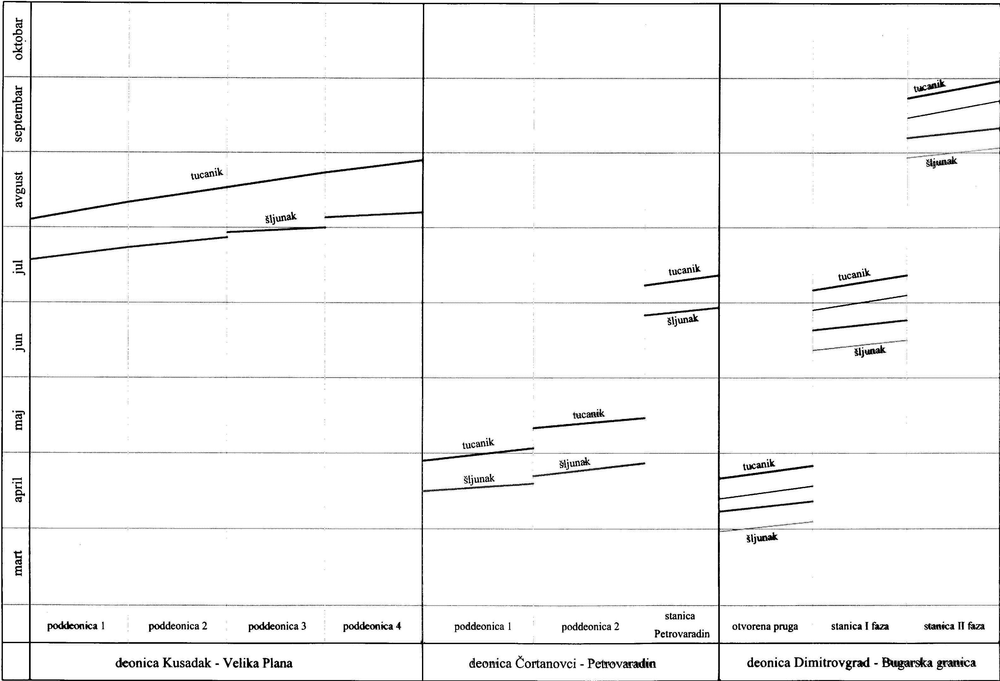 oktobar
septembar
avgust
jul
jun
maj
april
mart
tucanik
šljunak
tucanik
šljunak
tucanik
šljunak
tucanik
šljunak
tucanik
šljunak
tucanik
šljunak
tucanik
šljunak
poddeonica 1
poddeonica 2
poddeonica 3
poddeonica 4
poddeonica 1
poddeonica 2
stanica
Petrovaradin
otvorena pruga
stanica I faza
stanica II faza
deonica Kusadak - Velika Plana
deonica Čortanovci - Petrovaradin
deonica Dimitrovgrad - Bugarska granica